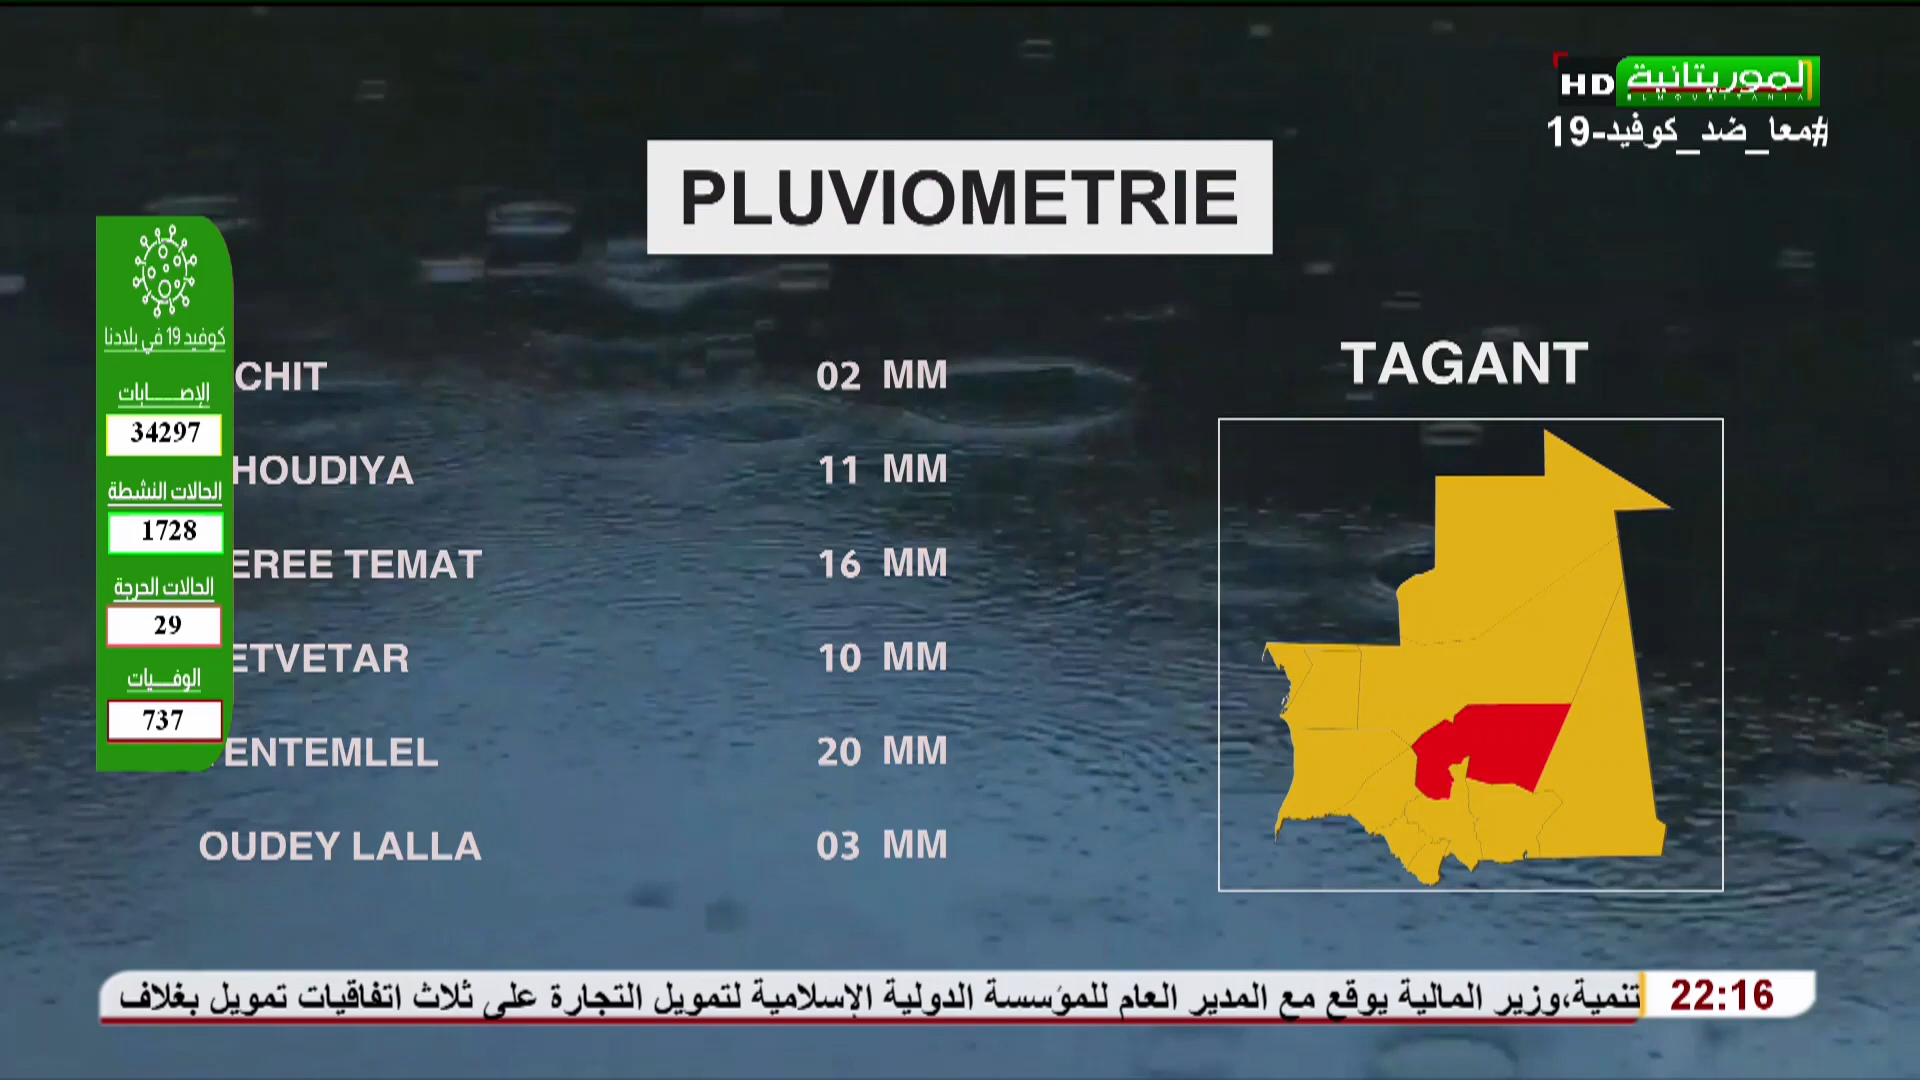 HD الموريتانية
ELMOURITANIA
#معا_ضد_كوفيد-19
PLUVIOMETRIE
كوفيد 19 في بلادنا
الإصابات
34297
الحالات النشطة
1728
الحالات الحرجة
29
الوفيات
737
CHIT 02 MM
HOUDIYA 11 MM
EREE TEMAT 16 MM
ETVETAR 10 MM
ENTEMLEL 20 MM
OUDEY LALLA 03 MM
TAGANT
تنمية،وزير المالية يوقع مع المدير العام للمؤسسة الدولية الإسلامية لتمويل التجارة على ثلاث اتفاقيات تمويل بغلاف
22:16